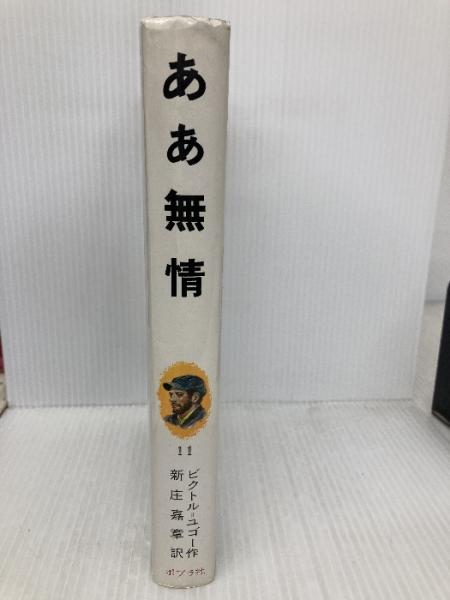 ああ無情
11
ビクトル=ユゴー作
新庄嘉章訳
ポプラ社